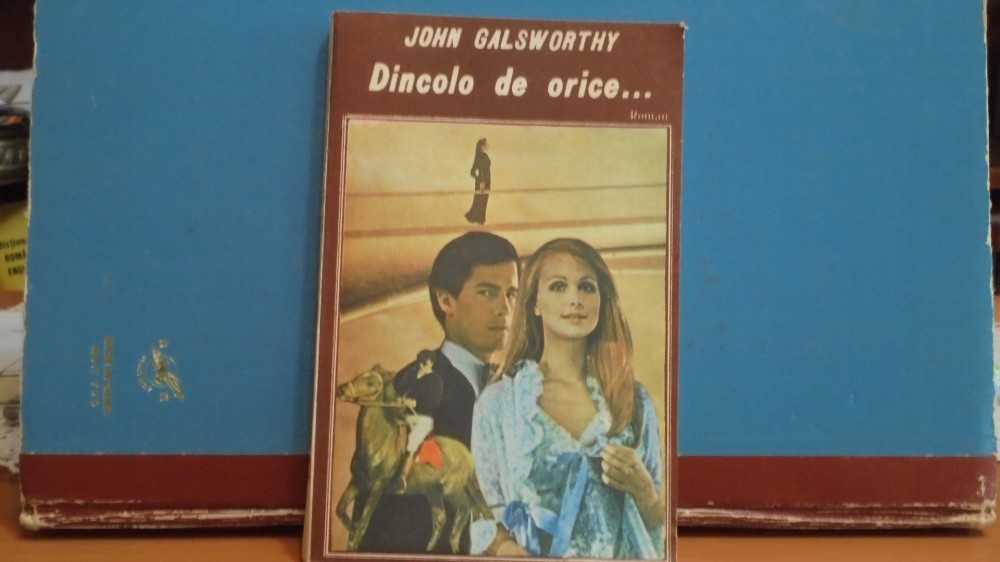 JOHN GALSWORTHY
Dincolo de orice...
Roman